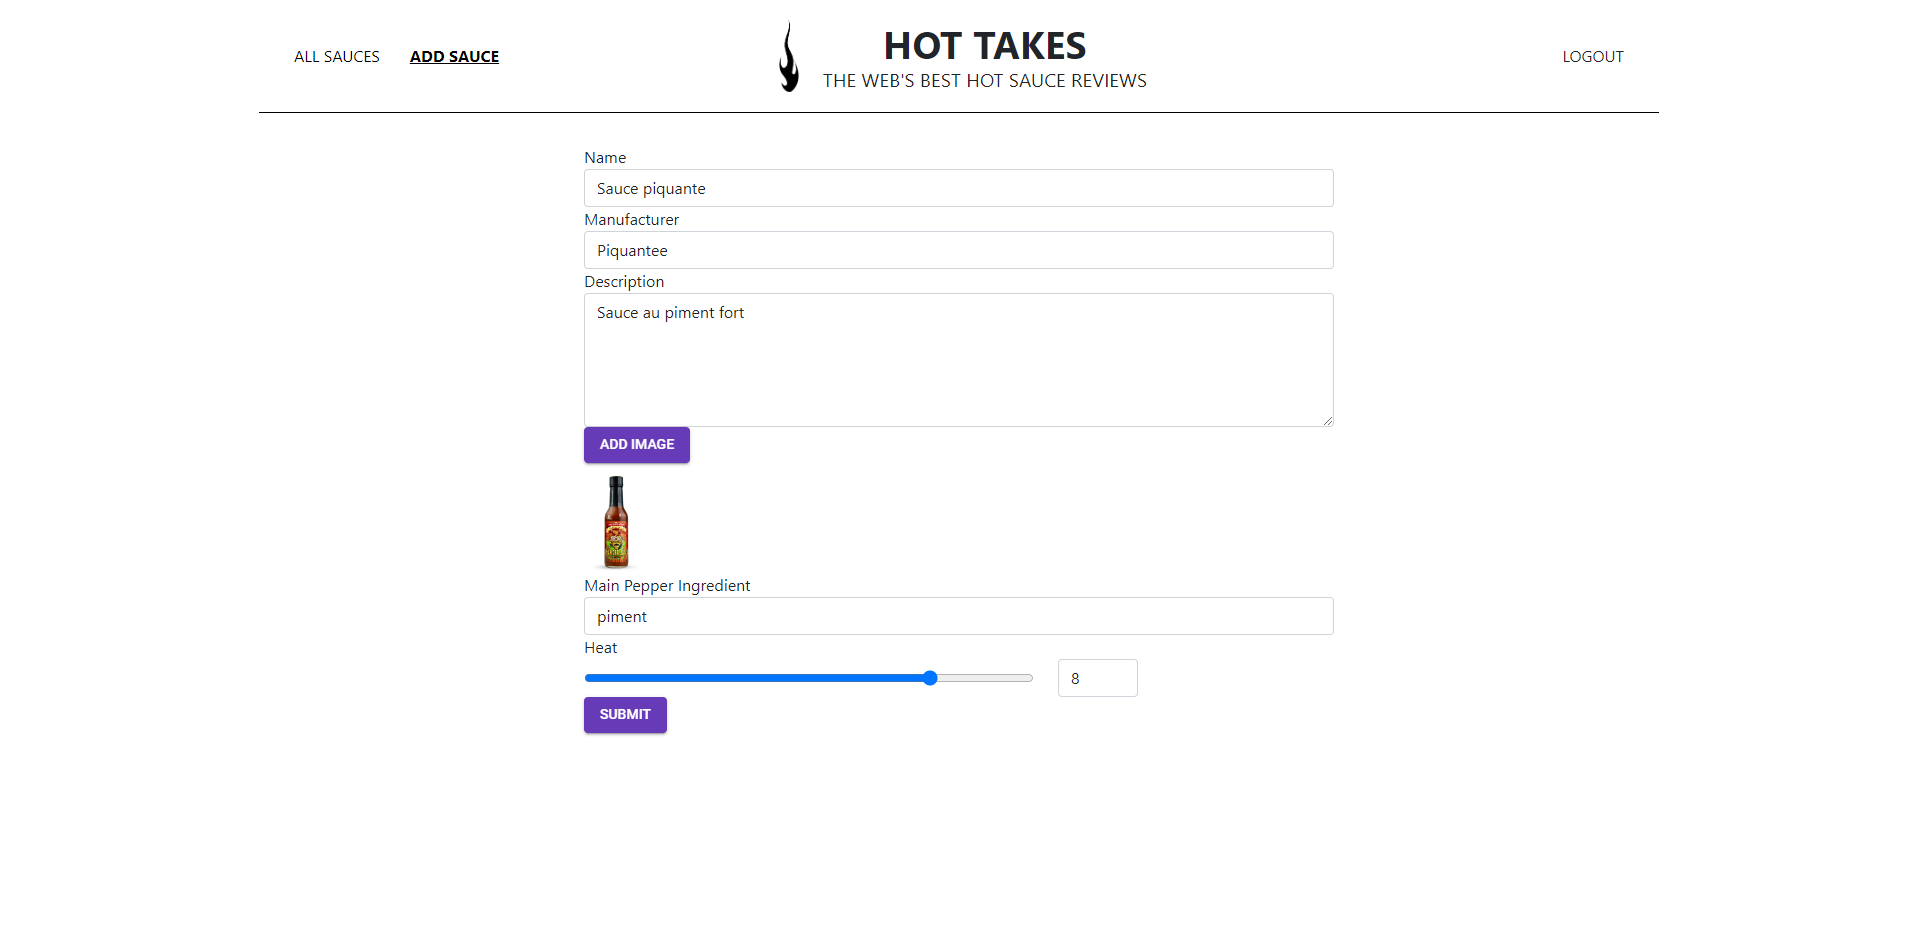 ALL SAUCES
ADD SAUCE
HOT TAKES
THE WEB'S BEST HOT SAUCE REVIEWS
LOGOUT
Name
Sauce piquante
Manufacturer
Piquantee
Description
Sauce au piment fort
ADD IMAGE
Main Pepper Ingredient
piment
Heat
8
SUBMIT